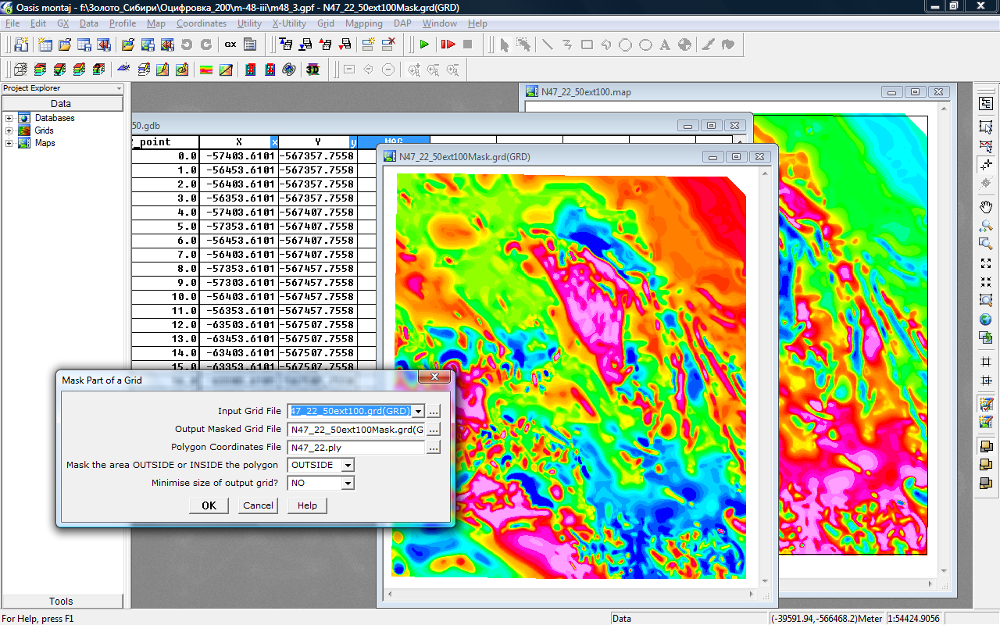 Oasis montaj - f:\Золото_Сибири\Оцифровка_200\m-48-iii\m48_3.gpf - N47_22_50ext100Mask.grd(GRD)
File Edit GX Data Profile Map Coordinates Utility X-Utility Grid Mapping DAP Window Help
GX
A
3D
Project Explorer
Data
Databases
Grids
Maps
N47_22_50ext100.map
50.gdb
_point X x Y y MAG
0.0 -57403.6101 -567357.7558
1.0 -56453.6101 -567357.7558
2.0 -56403.6101 -567357.7558
3.0 -56353.6101 -567357.7558
4.0 -57403.6101 -567407.7558
5.0 -57353.6101 -567407.7558
6.0 -56453.6101 -567407.7558
7.0 -56403.6101 -567407.7558
8.0 -57353.6101 -567457.7558
9.0 -57303.6101 -567457.7558
10.0 -56403.6101 -567457.7558
11.0 -56353.6101 -567457.7558
12.0 -63503.6101 -567507.7558
13.0 -63453.6101 -567507.7558
14.0 -63403.6101 -567507.7558
15.0 -63353.6101 -567507.7558
N47_22_50ext100Mask.grd(GRD)
Mask Part of a Grid
Input Grid File 47_22_50ext100.grd(GRD) ...
Output Masked Grid File N47_22_50ext100Mask.grd(G ...
Polygon Coordinates File N47_22.ply ...
Mask the area OUTSIDE or INSIDE the polygon OUTSIDE
Minimise size of output grid? NO
OK Cancel Help
Tools
For Help, press F1 Data (-39591.94,-566468.2)Meter 1:54424.9056